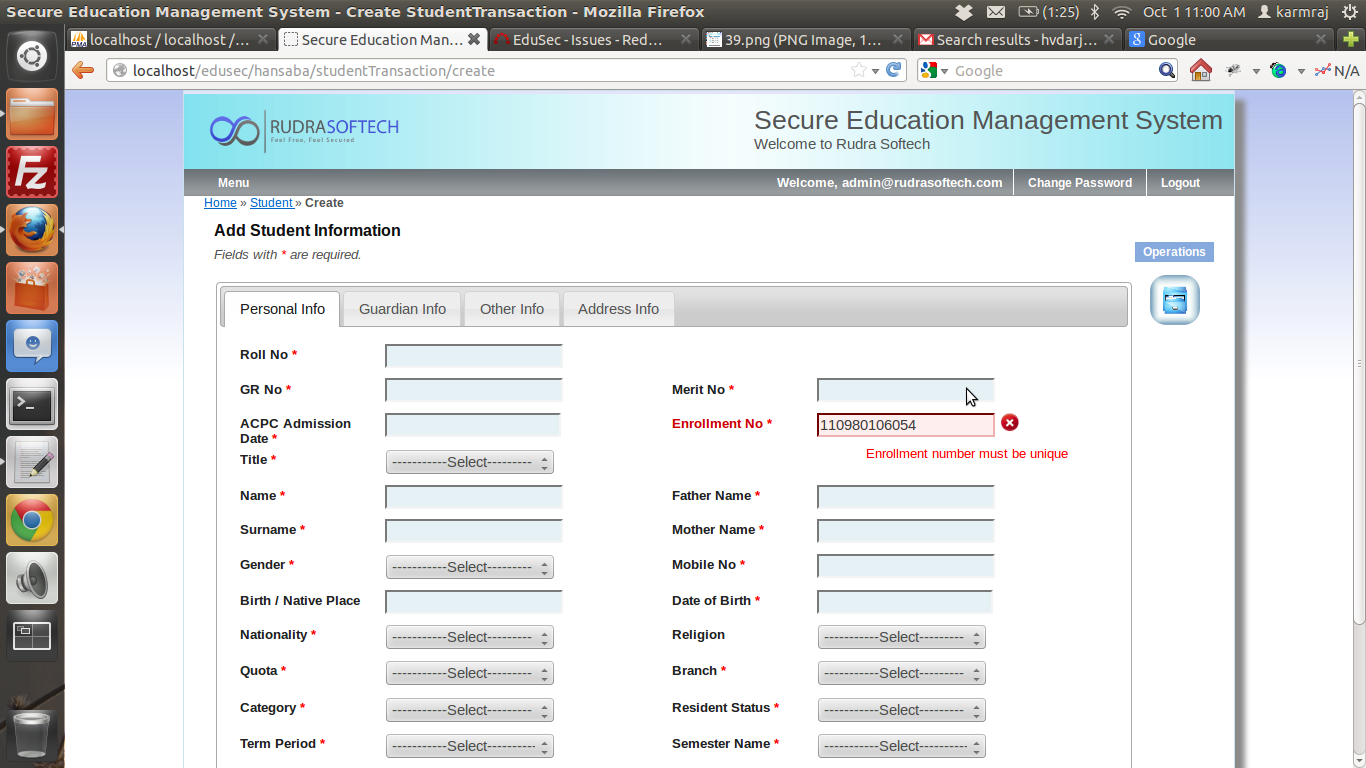 Secure Education Management System - Create StudentTransaction - Mozilla Firefox
(1:25)
Oct 1 11:00 AM
karmraj
localhost / localhost /...
Secure Education Man...
EduSec - Issues - Red...
39.png (PNG Image, 1...
Search results - hvdarj...
Google
localhost/edusec/hansaba/studentTransaction/create
Google
N/A
RUDRASOFTECH
Feel Free, Feel Secured
Secure Education Management System
Welcome to Rudra Softech
Menu
Welcome, admin@rudrasoftech.com
Change Password
Logout
Home » Student » Create
Add Student Information
Fields with * are required.
Operations
Personal Info
Guardian Info
Other Info
Address Info
Roll No *
GR No *
Merit No *
ACPC Admission
Date *
Enrollment No *
110980106054
Enrollment number must be unique
Title *
-----------Select---------
Name *
Father Name *
Surname *
Mother Name *
Gender *
-----------Select---------
Mobile No *
Birth / Native Place
Date of Birth *
Nationality *
-----------Select---------
Religion
-----------Select---------
Quota *
-----------Select---------
Branch *
-----------Select---------
Category *
-----------Select---------
Resident Status *
-----------Select---------
Term Period *
-----------Select---------
Semester Name *
-----------Select---------